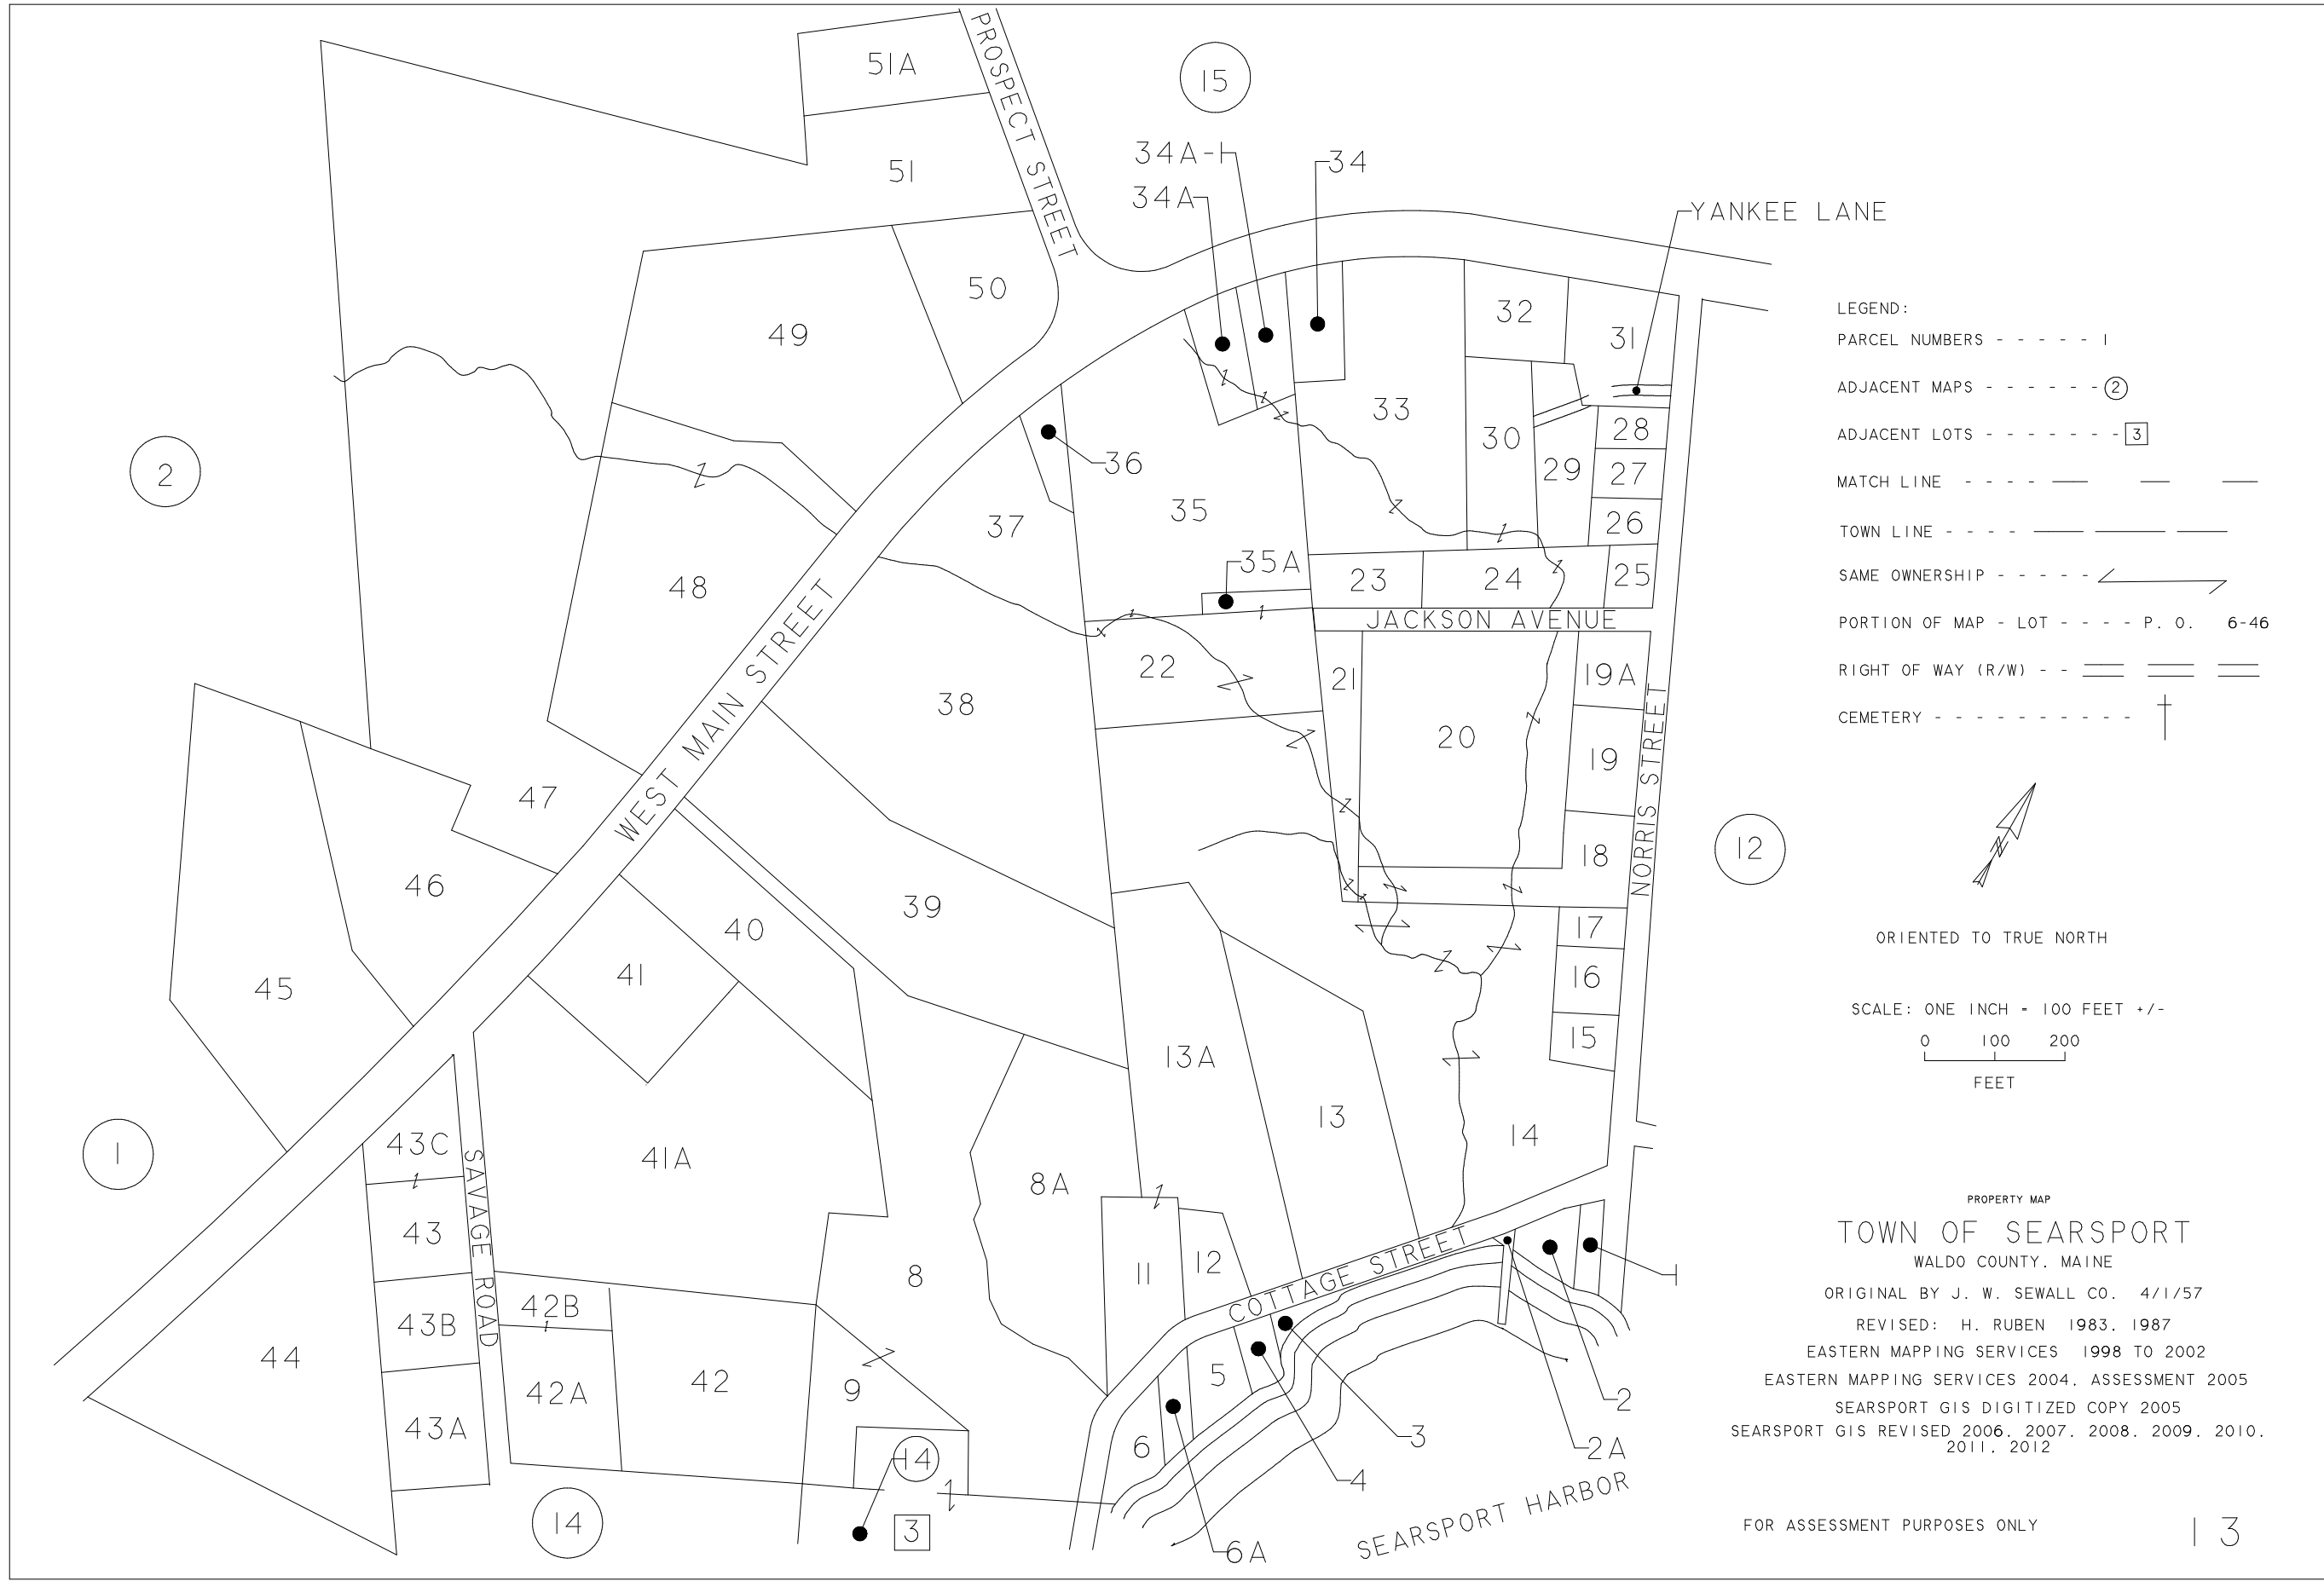 PROSPECT STREET
51A
15
51
34A-1
34
34A
YANKEE LANE
50
49
32
31
2
33
30
28
36
29
27
37
35
26
35A
48
23
24
25
JACKSON AVENUE
22
21
19A
38
20
19
47
WEST MAIN STREET
NORRIS STREET
18
12
46
39
40
17
41
16
45
15
13A
13
14
1
43C
41A
8A
SAVAGE ROAD
43
12
11
8
COTTAGE STREET
1
42B
43B
44
42
42A
9
5
3
2
43A
6
14
2A
4
14
3
6A
SEARSPORT HARBOR
LEGEND:
PARCEL NUMBERS - - - - - 1
ADJACENT MAPS - - - - - - 2
ADJACENT LOTS - - - - - - - 3
MATCH LINE - - - -
TOWN LINE - - - -
SAME OWNERSHIP - - - - -
PORTION OF MAP - LOT - - - - P. O. 6-46
RIGHT OF WAY (R/W) - -
CEMETERY - - - - - - - - - -
N
ORIENTED TO TRUE NORTH
SCALE: ONE INCH = 100 FEET +/-
0 100 200
FEET
PROPERTY MAP
TOWN OF SEARSPORT
WALDO COUNTY, MAINE
ORIGINAL BY J. W. SEWALL CO. 4/1/57
REVISED: H. RUBEN 1983, 1987
EASTERN MAPPING SERVICES 1998 TO 2002
EASTERN MAPPING SERVICES 2004, ASSESSMENT 2005
SEARSPORT GIS DIGITIZED COPY 2005
SEARSPORT GIS REVISED 2006, 2007, 2008, 2009, 2010,
2011, 2012
FOR ASSESSMENT PURPOSES ONLY
13